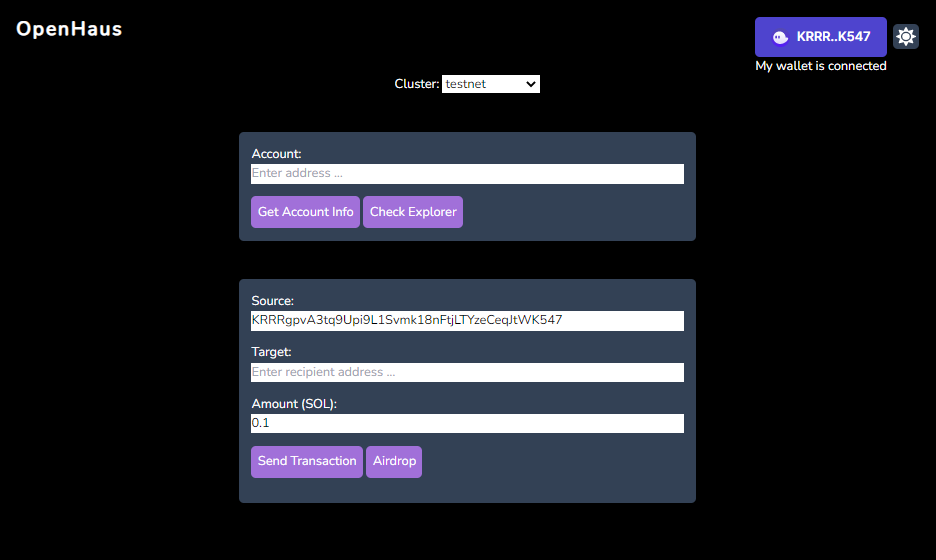 OpenHaus
KRRR..K547
My wallet is connected
Cluster: testnet
Account:
Enter address ...
Get Account Info Check Explorer
Source:
KRRRgpvA3tq9Upi9L1Svmk18nFtjLTYzeCeqJtWK547
Target:
Enter recipient address ...
Amount (SOL):
0.1
Send Transaction Airdrop